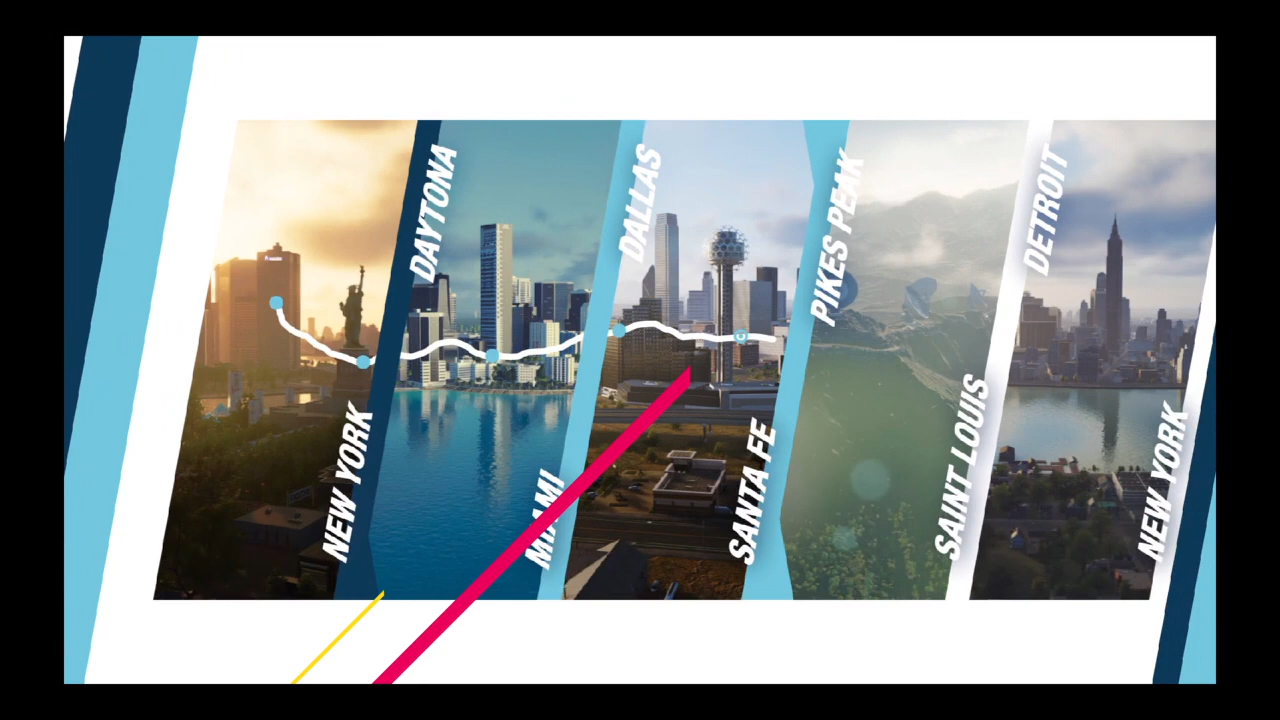 NEW YORK
DAYTONA
MIAMI
DALLAS
SANTA FE
PIKES PEAK
SAINT LOUIS
DETROIT
NEW YORK